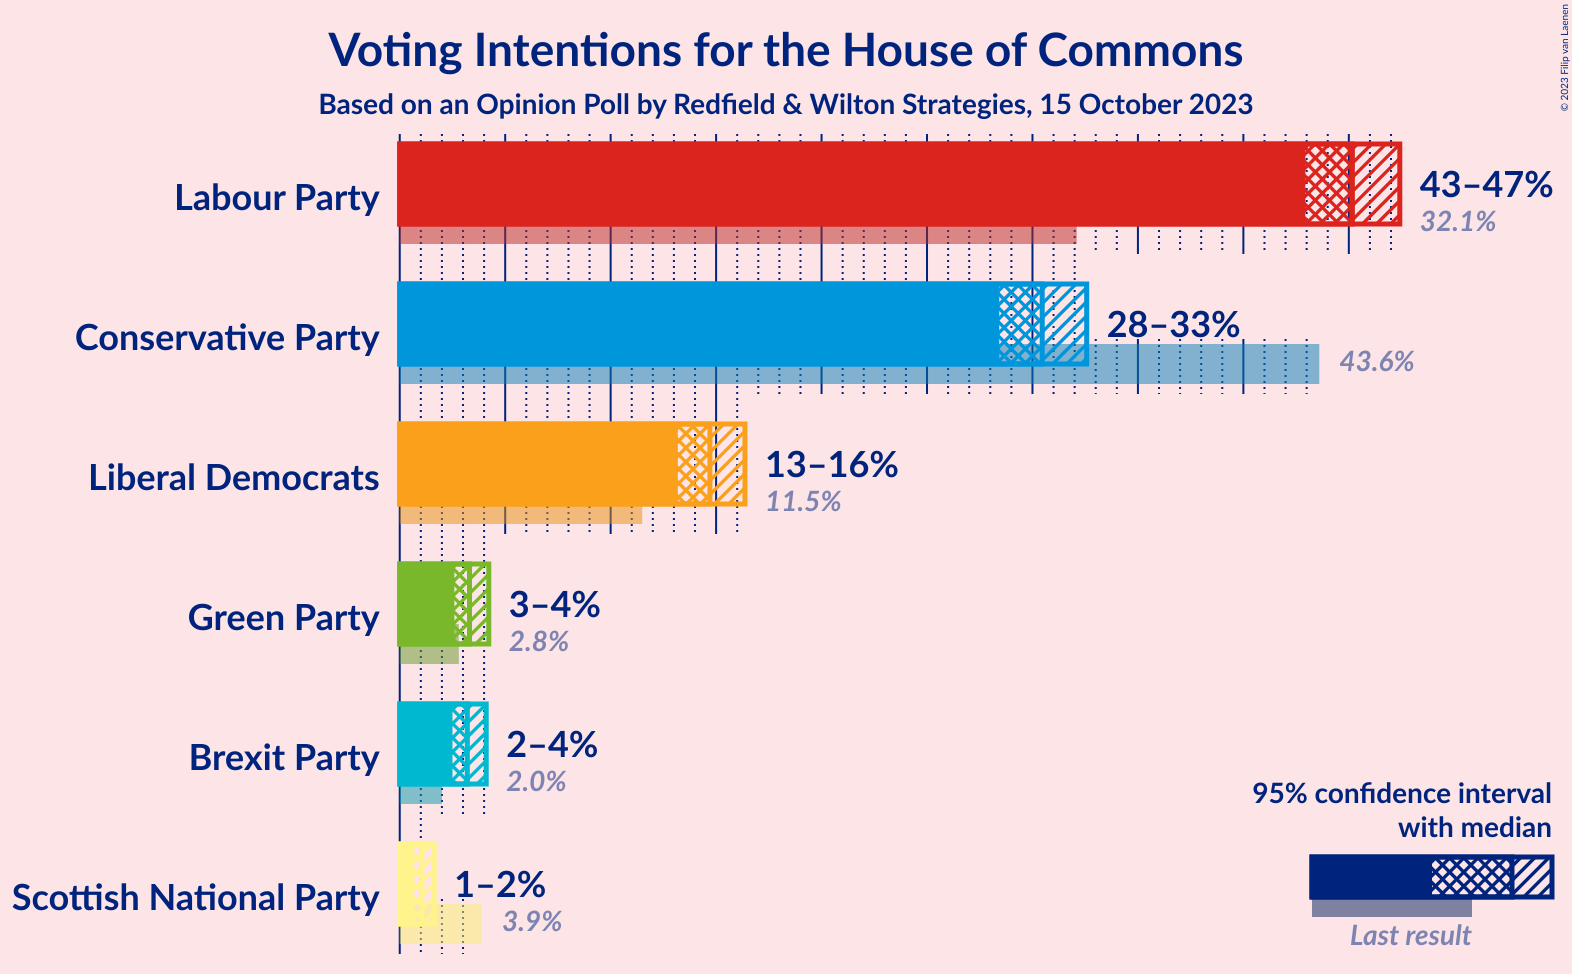 Voting Intentions for the House of Commons
Based on an Opinion Poll by Redfield & Wilton Strategies, 15 October 2023
© 2023 Filip van Laenen
Labour Party
43–47%
32.1%
Conservative Party
28–33%
43.6%
Liberal Democrats
13–16%
11.5%
Green Party
3–4%
2.8%
Brexit Party
2–4%
2.0%
Scottish National Party
1–2%
3.9%
95% confidence interval
with median
Last result